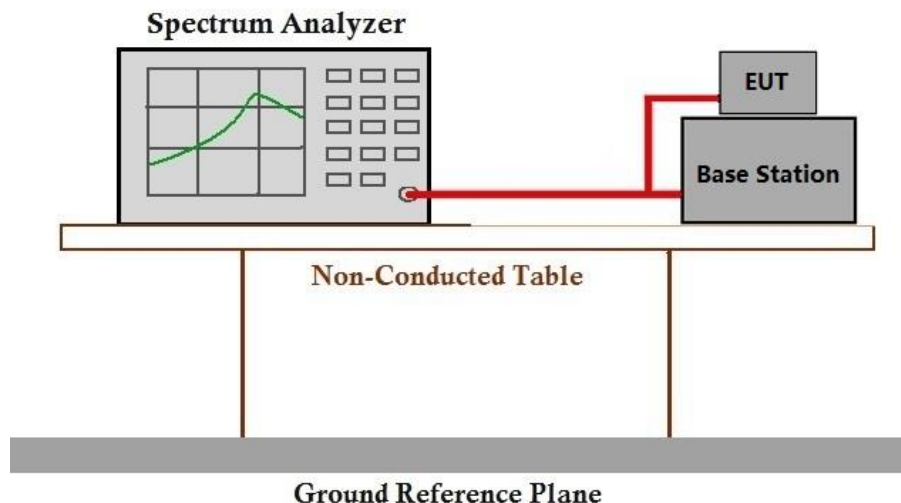 Spectrum Analyzer
EUT
Base Station
Non-Conducted Table
Ground Reference Plane